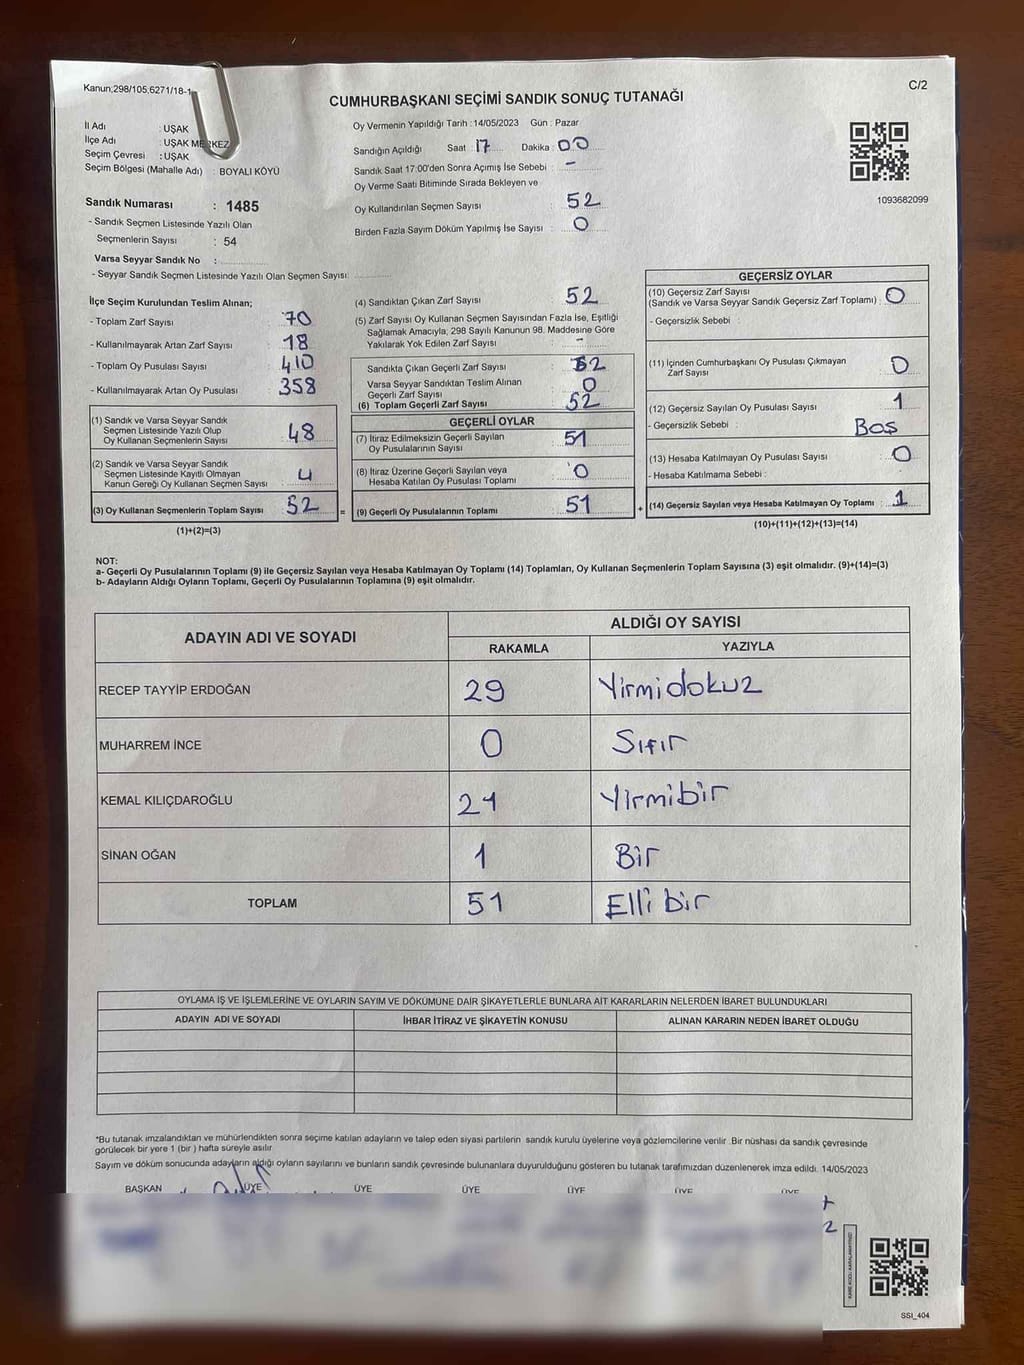 Kanun;298/105;6271/18-1
C/2
CUMHURBAŞKANI SEÇİMİ SANDIK SONUÇ TUTANAĞI
İl Adı : UŞAK
İlçe Adı : UŞAK MERKEZ
Seçim Çevresi : UŞAK
Seçim Bölgesi (Mahalle Adı) : BOYALI KÖYÜ
Sandık Numarası : 1485
- Sandık Seçmen Listesinde Yazılı Olan
Seçmenlerin Sayısı : 54
Varsa Seyyar Sandık No :
- Seyyar Sandık Seçmen Listesinde Yazılı Olan Seçmen Sayısı:
Oy Vermenin Yapıldığı Tarih : 14/05/2023 Gün : Pazar
Sandığın Açıldığı Saat : 17 Dakika : 00
Sandık Saat 17:00'den Sonra Açımış İse Sebebi : -
Oy Verme Saati Bitiminde Sırada Bekleyen ve
Oy Kullandırılan Seçmen Sayısı : 52
Birden Fazla Sayım Döküm Yapılmış İse Sayısı : 0
1093682099
İlçe Seçim Kurulundan Teslim Alınan;
- Toplam Zarf Sayısı : 70
- Kullanılmayarak Artan Zarf Sayısı : 18
- Toplam Oy Pusulası Sayısı : 410
- Kullanılmayarak Artan Oy Pusulası : 358
(1) Sandık ve Varsa Seyyar Sandık
Seçmen Listesinde Yazılı Olup
Oy Kullanan Seçmenlerin Sayısı : 48
(2) Sandık ve Varsa Seyyar Sandık
Seçmen Listesinde Kayıtlı Olmayan
Kanun Gereği Oy Kullanan Seçmen Sayısı : 4
(3) Oy Kullanan Seçmenlerin Toplam Sayısı : 52
(1)+(2)=(3)
(4) Sandıktan Çıkan Zarf Sayısı : 52
(5) Zarf Sayısı Oy Kullanan Seçmen Sayısından Fazla İse, Eşitliği
Sağlamak Amacıyla, 298 Sayılı Kanunun 98. Maddesine Göre
Yakılarak Yok Edilen Zarf Sayısı : -
Sandıkta Çıkan Geçerli Zarf Sayısı : 52
Varsa Seyyar Sandıktan Teslim Alınan
Geçerli Zarf Sayısı : 0
(6) Toplam Geçerli Zarf Sayısı : 52
GEÇERLİ OYLAR
(7) İtiraz Edilmeksizin Geçerli Sayılan
Oy Pusulalarının Sayısı : 51
(8) İtiraz Üzerine Geçerli Sayılan veya
Hesaba Katılan Oy Pusulası Toplamı : 0
= (9) Geçerli Oy Pusulalarının Toplamı : 51
GEÇERSİZ OYLAR
(10) Geçersiz Zarf Sayısı
(Sandık ve Varsa Seyyar Sandık Geçersiz Zarf Toplamı) : 0
- Geçersizlik Sebebi :
(11) İçinden Cumhurbaşkanı Oy Pusulası Çıkmayan
Zarf Sayısı : 0
(12) Geçersiz Sayılan Oy Pusulası Sayısı : 1
- Geçersizlik Sebebi : Boş
(13) Hesaba Katılmayan Oy Pusulası Sayısı : 0
- Hesaba Katılmama Sebebi :
+ (14) Geçersiz Sayılan veya Hesaba Katılmayan Oy Toplamı : 1
(10)+(11)+(12)+(13)=(14)
NOT:
a- Geçerli Oy Pusulalarının Toplamı (9) ile Geçersiz Sayılan veya Hesaba Katılmayan Oy Toplamı (14) Toplamları, Oy Kullanan Seçmenlerin Toplam Sayısına (3) eşit olmalıdır. (9)+(14)=(3)
b- Adayların Aldığı Oyların Toplamı, Geçerli Oy Pusulalarının Toplamına (9) eşit olmalıdır.
ADAYIN ADI VE SOYADI
ALDIĞI OY SAYISI
RAKAMLA YAZIYLA
RECEP TAYYİP ERDOĞAN 29 Yirmidokuz
MUHARREM İNCE 0 Sıfır
KEMAL KILIÇDAROĞLU 21 Yirmibir
SİNAN OĞAN 1 Bir
TOPLAM 51 Elli bir
OYLAMA İŞ VE İŞLEMLERİNE VE OYLARIN SAYIM VE DÖKÜMÜNE DAİR ŞİKAYETLERLE BUNLARA AİT KARARLARIN NELERDEN İBARET BULUNDUKLARI
ADAYIN ADI VE SOYADI İHBAR İTİRAZ VE ŞİKAYETİN KONUSU ALINAN KARARIN NEDEN İBARET OLDUĞU
*Bu tutanak imzalandıktan ve mühürlendikten sonra seçime katılan adayların ve talep eden siyasi partilerin sandık kurulu üyelerine veya gözlemcilerine verilir .Bir nüshası da sandık çevresinde
görülecek bir yere 1 (bir ) hafta süreyle asılır.
Sayım ve döküm sonucunda adayların aldığı oyların sayılarını ve bunların sandık çevresinde bulunanlara duyurulduğunu gösteren bu tutanak tarafımızdan düzenlenerek imza edildi. 14/05/2023
BAŞKAN ÜYE ÜYE ÜYE ÜYE ÜYE ÜYE
KARE KODU KARALAMAYINIZ!
SSI_404